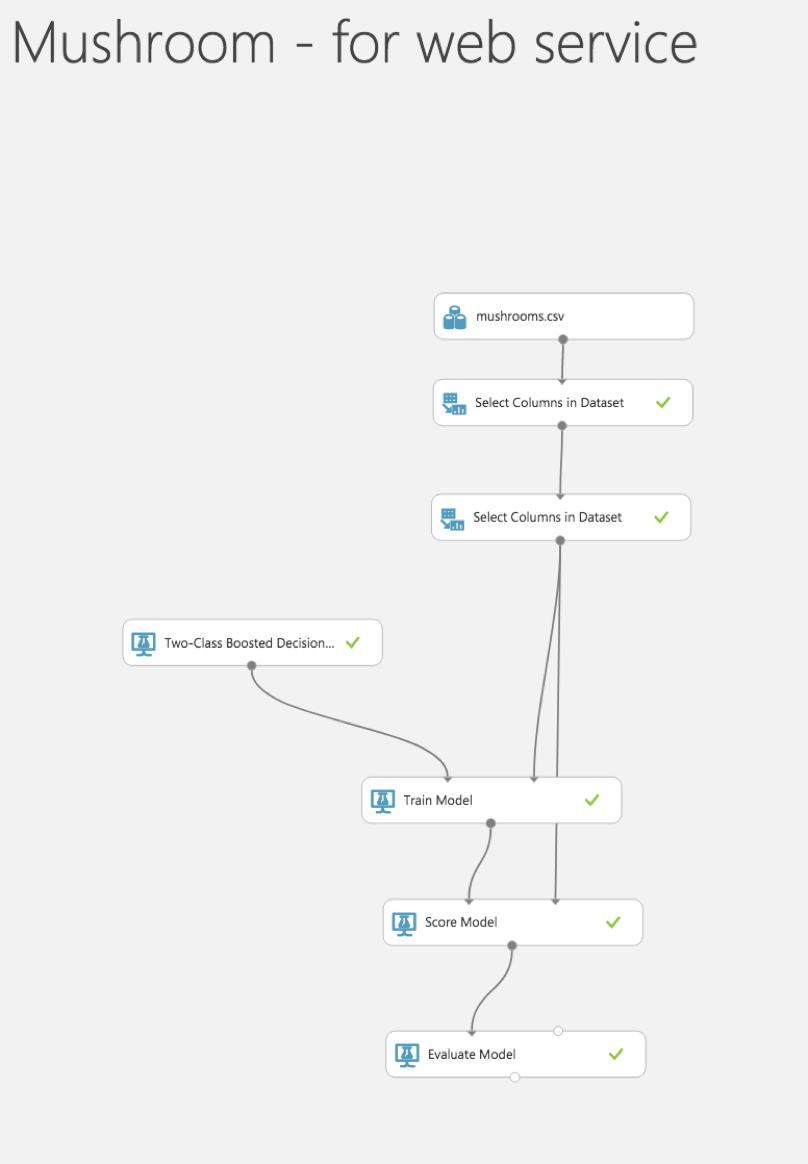 Mushroom - for web service
mushrooms.csv
Select Columns in Dataset
Select Columns in Dataset
Two-Class Boosted Decision...
Train Model
Score Model
Evaluate Model